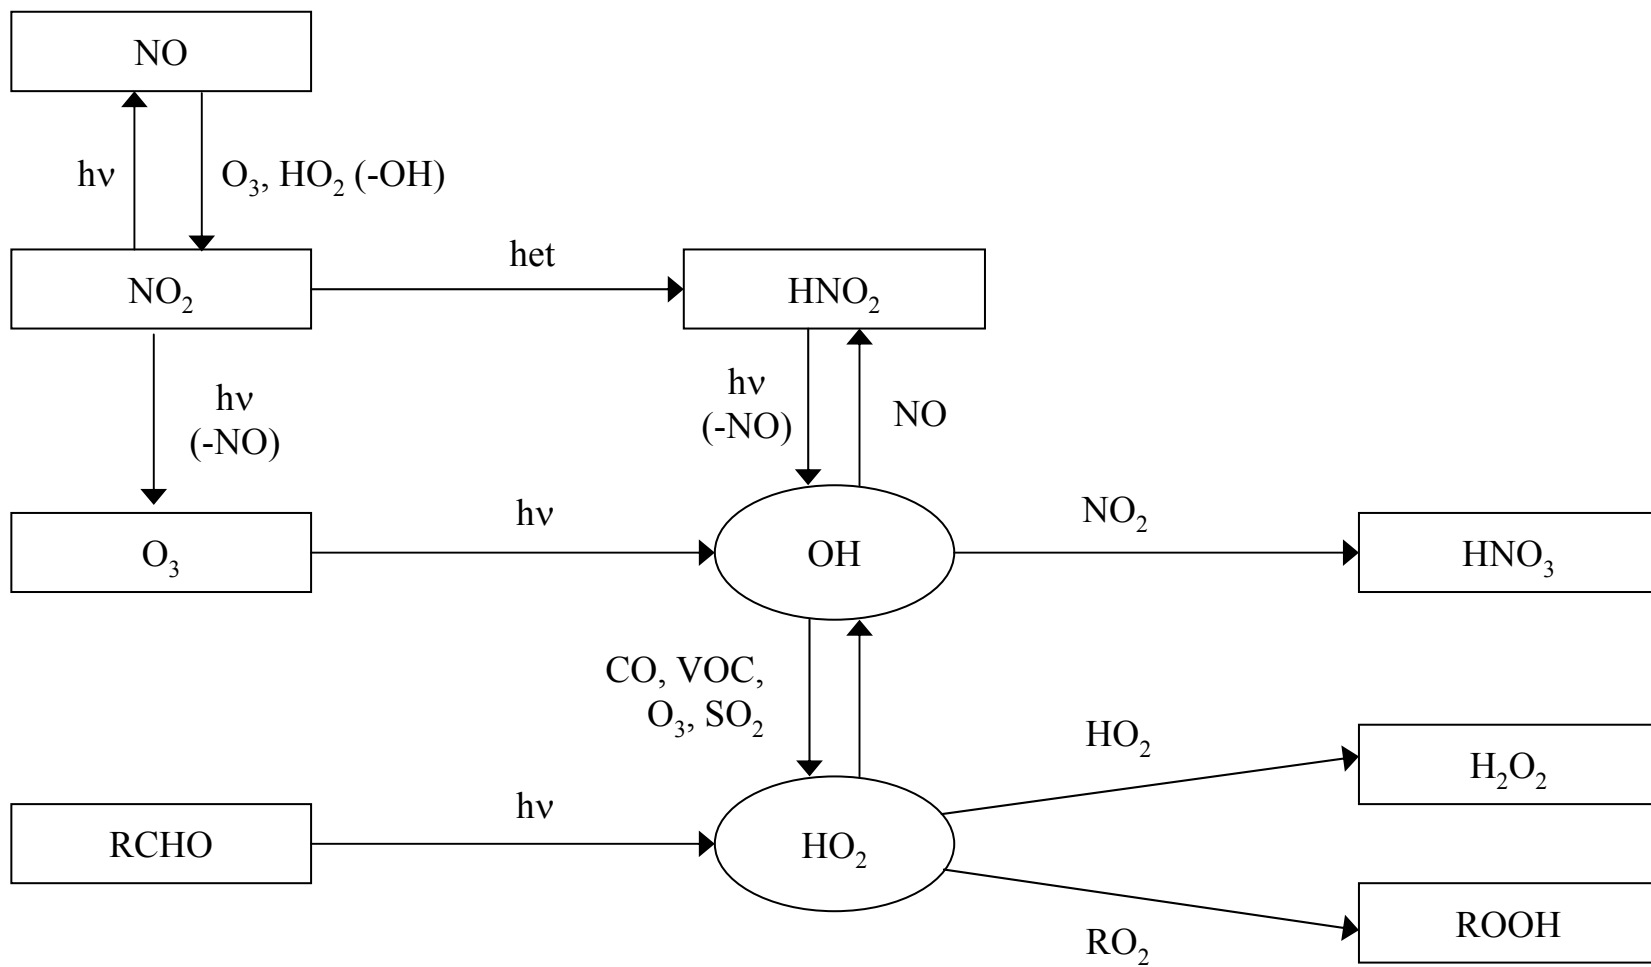 NO
hν
O₃, HO₂ (-OH)
NO₂
het
HNO₂
hν
(-NO)
hν
(-NO)
NO
O₃
hν
OH
NO₂
HNO₃
CO, VOC,
O₃, SO₂
HO₂
H₂O₂
RCHO
hν
HO₂
RO₂
ROOH